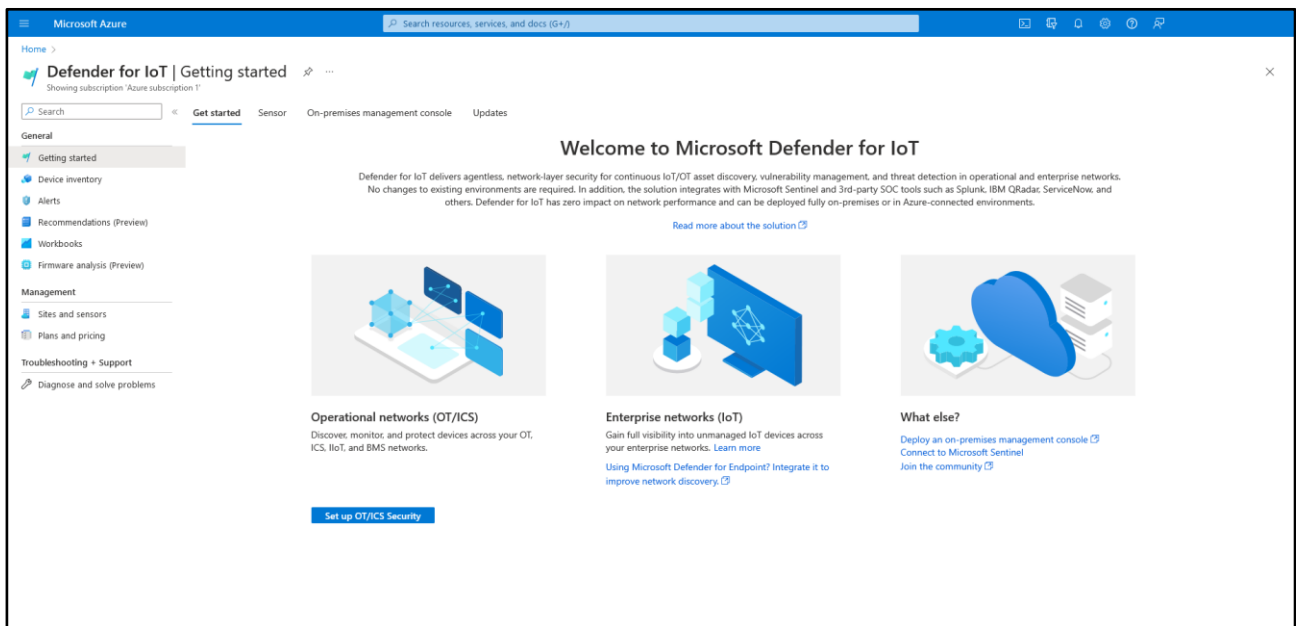 Microsoft Azure
Search resources, services, and docs (G+/)
Home >
Defender for IoT | Getting started
Showing subscription 'Azure subscription 1'
Search
Get started
Sensor
On-premises management console
Updates
General
Getting started
Device inventory
Alerts
Recommendations (Preview)
Workbooks
Firmware analysis (Preview)
Management
Sites and sensors
Plans and pricing
Troubleshooting + Support
Diagnose and solve problems
Welcome to Microsoft Defender for IoT
Defender for IoT delivers agentless, network-layer security for continuous IoT/OT asset discovery, vulnerability management, and threat detection in operational and enterprise networks.
No changes to existing environments are required. In addition, the solution integrates with Microsoft Sentinel and 3rd-party SOC tools such as Splunk, IBM QRadar, ServiceNow, and
others. Defender for IoT has zero impact on network performance and can be deployed fully on-premises or in Azure-connected environments.
Read more about the solution
Operational networks (OT/ICS)
Discover, monitor, and protect devices across your OT,
ICS, IIoT, and BMS networks.
Set up OT/ICS Security
Enterprise networks (IoT)
Gain full visibility into unmanaged IoT devices across
your enterprise networks. Learn more
Using Microsoft Defender for Endpoint? Integrate it to
improve network discovery.
What else?
Deploy an on-premises management console
Connect to Microsoft Sentinel
Join the community